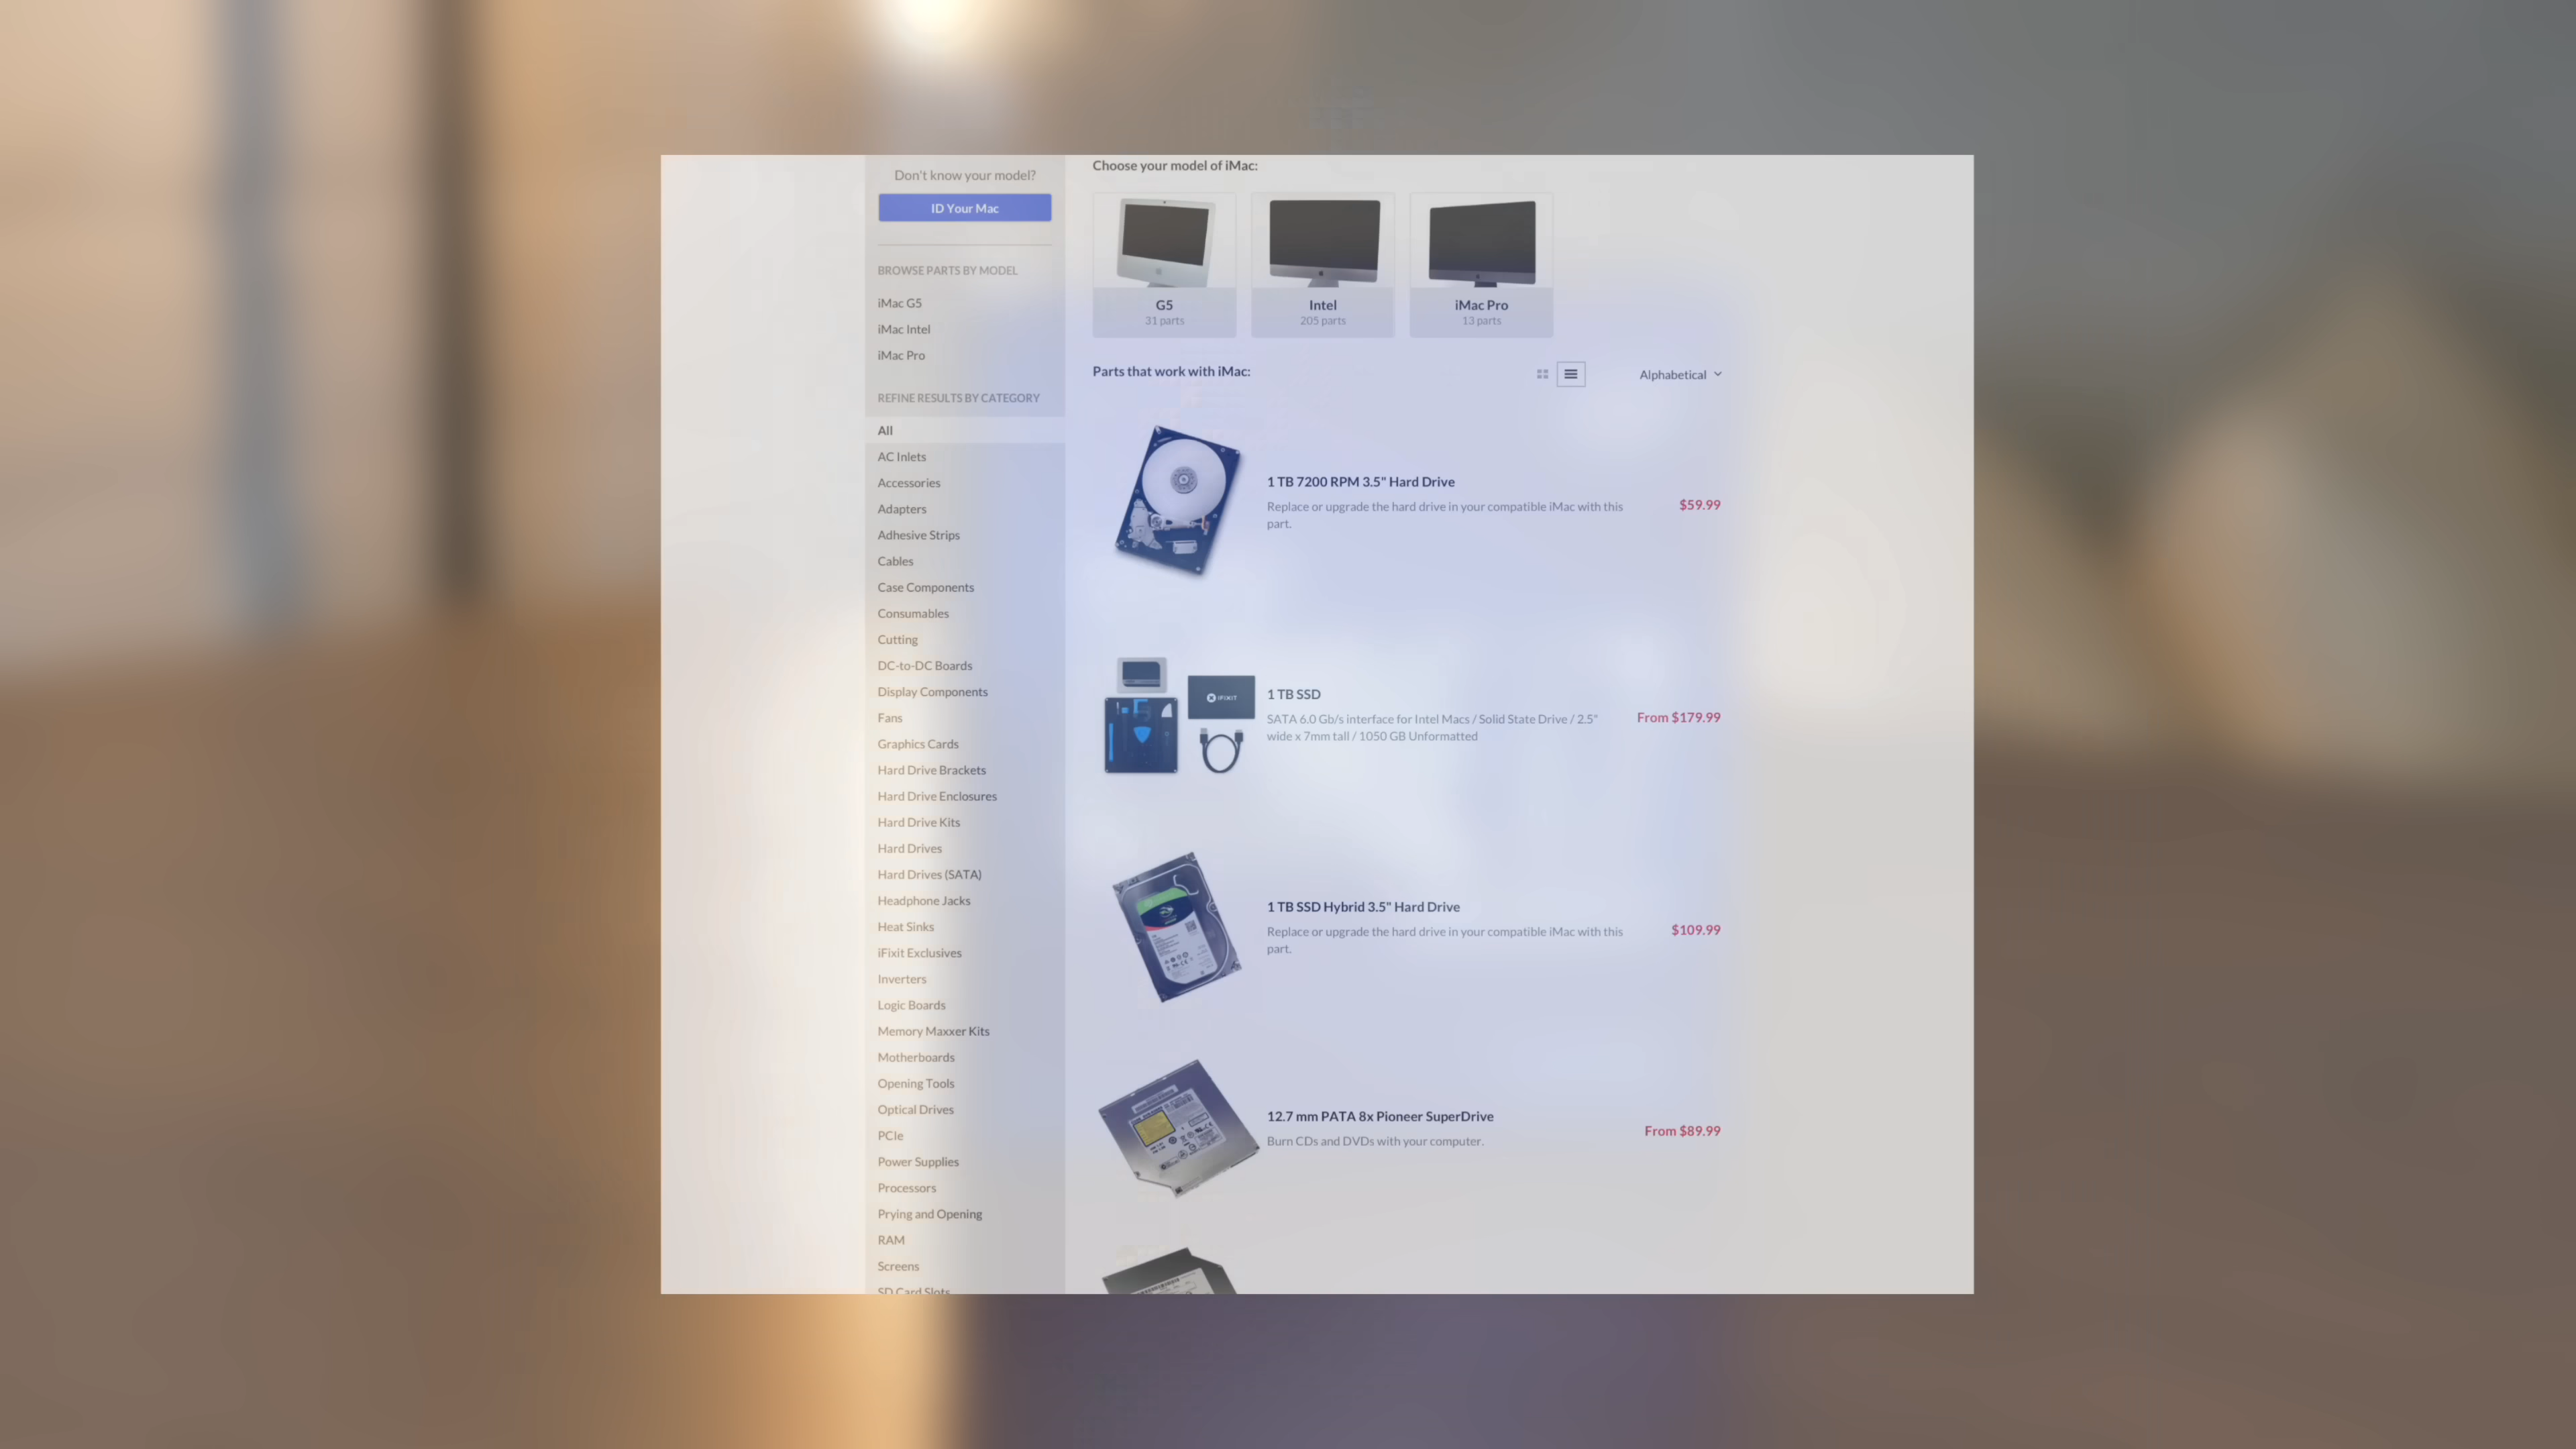 Don't know your model?
ID Your Mac
BROWSE PARTS BY MODEL
iMac G5
iMac Intel
iMac Pro
REFINE RESULTS BY CATEGORY
All
AC Inlets
Accessories
Adapters
Adhesive Strips
Cables
Case Components
Consumables
Cutting
DC-to-DC Boards
Display Components
Fans
Graphics Cards
Hard Drive Brackets
Hard Drive Enclosures
Hard Drive Kits
Hard Drives
Hard Drives (SATA)
Headphone Jacks
Heat Sinks
iFixit Exclusives
Inverters
Logic Boards
Memory Maxxer Kits
Motherboards
Opening Tools
Optical Drives
PCIe
Power Supplies
Processors
Prying and Opening
RAM
Screens
SD Card Slots
Choose your model of iMac:
G5
31 parts
Intel
205 parts
iMac Pro
13 parts
Parts that work with iMac:
Alphabetical
1 TB 7200 RPM 3.5" Hard Drive
Replace or upgrade the hard drive in your compatible iMac with this
part.
$59.99
IFIXIT
1 TB SSD
SATA 6.0 Gb/s interface for Intel Macs / Solid State Drive / 2.5"
wide x 7mm tall / 1050 GB Unformatted
From $179.99
1 TB SSD Hybrid 3.5" Hard Drive
Replace or upgrade the hard drive in your compatible iMac with this
part.
$109.99
12.7 mm PATA 8x Pioneer SuperDrive
Burn CDs and DVDs with your computer.
From $89.99